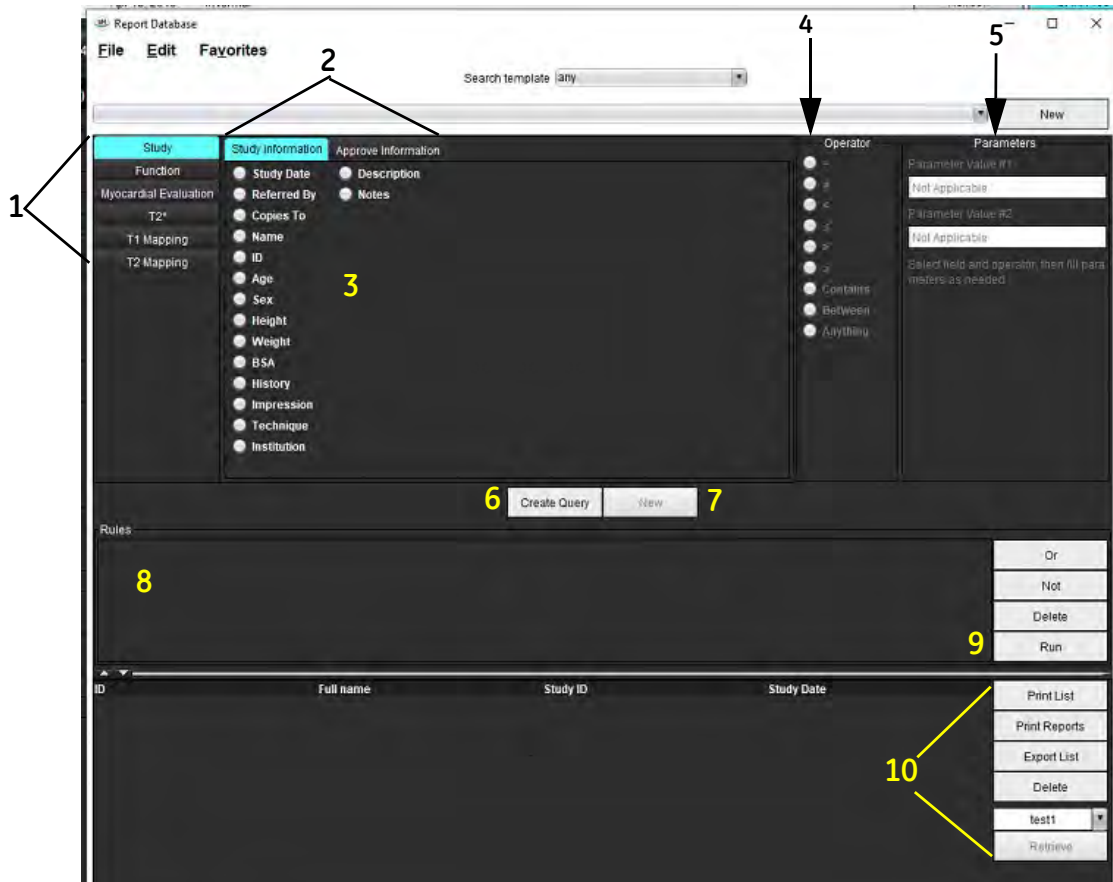 Report Database
File Edit Favorites
Search template any
New
1
2
3
4
5
Study
Function
Myocardial Evaluation
T2*
T1 Mapping
T2 Mapping
Study Information Approve Information
Study Date
Referred By
Copies To
Name
ID
Age
Sex
Height
Weight
BSA
History
Impression
Technique
Institution
Description
Notes
Operator
=
≠
<
≤
>
≥
Contains
Between
Anything
Parameters
Parameter Value #1
Not Applicable
Parameter Value #2
Not Applicable
Select field and operator, then fill para
meters as needed
6 Create Query New 7
Rules
8
Or
Not
Delete
9 Run
ID Full name Study ID Study Date
10
Print List
Print Reports
Export List
Delete
test1
Retrieve